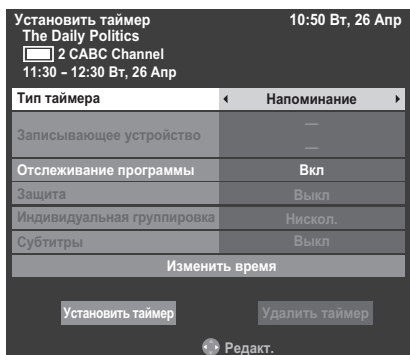 Установить таймер 10:50 Вт, 26 Апр
The Daily Politics
2 CABC Channel
11:30 - 12:30 Вт, 26 Апр
Тип таймера Напоминание
Записывающее устройство —
—
Отслеживание программы Вкл
Защита Выкл
Индивидуальная группировка Нискол.
Субтитры Выкл
Изменить время
Установить таймер Удалить таймер
Редакт.